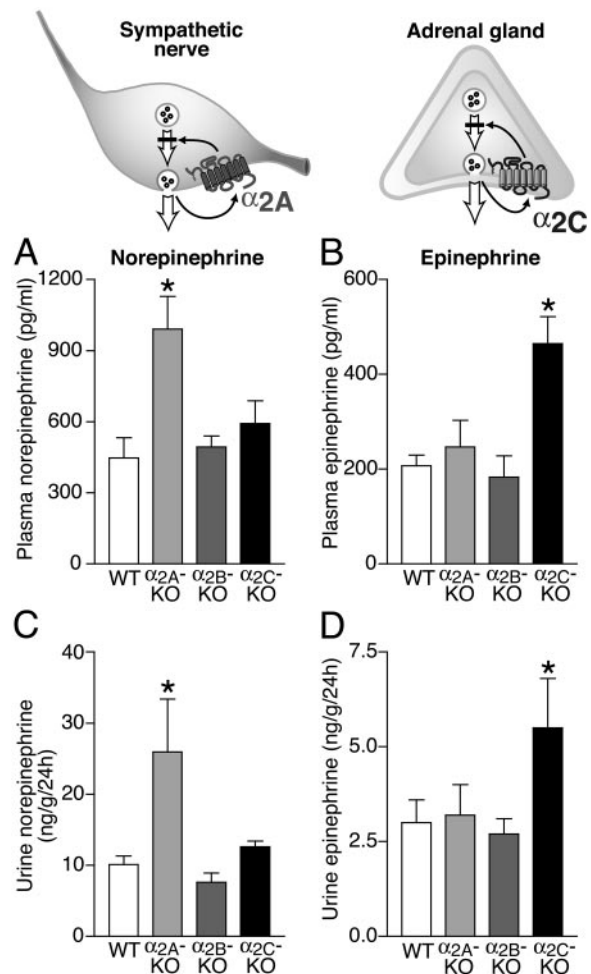 Sympathetic
nerve
Adrenal gland
α2A
α2C
A
Norepinephrine
Plasma norepinephrine (pg/ml)
1200
900
600
300
0
*
WT
α2A-
KO
α2B-
KO
α2C-
KO
B
Epinephrine
Plasma epinephrine (pg/ml)
600
400
200
0
*
WT
α2A-
KO
α2B-
KO
α2C-
KO
C
Urine norepinephrine
(ng/g/24h)
40
30
20
10
0
*
WT
α2A-
KO
α2B-
KO
α2C-
KO
D
Urine epinephrine (ng/g/24h)
7.5
5.0
2.5
0
*
WT
α2A-
KO
α2B-
KO
α2C-
KO